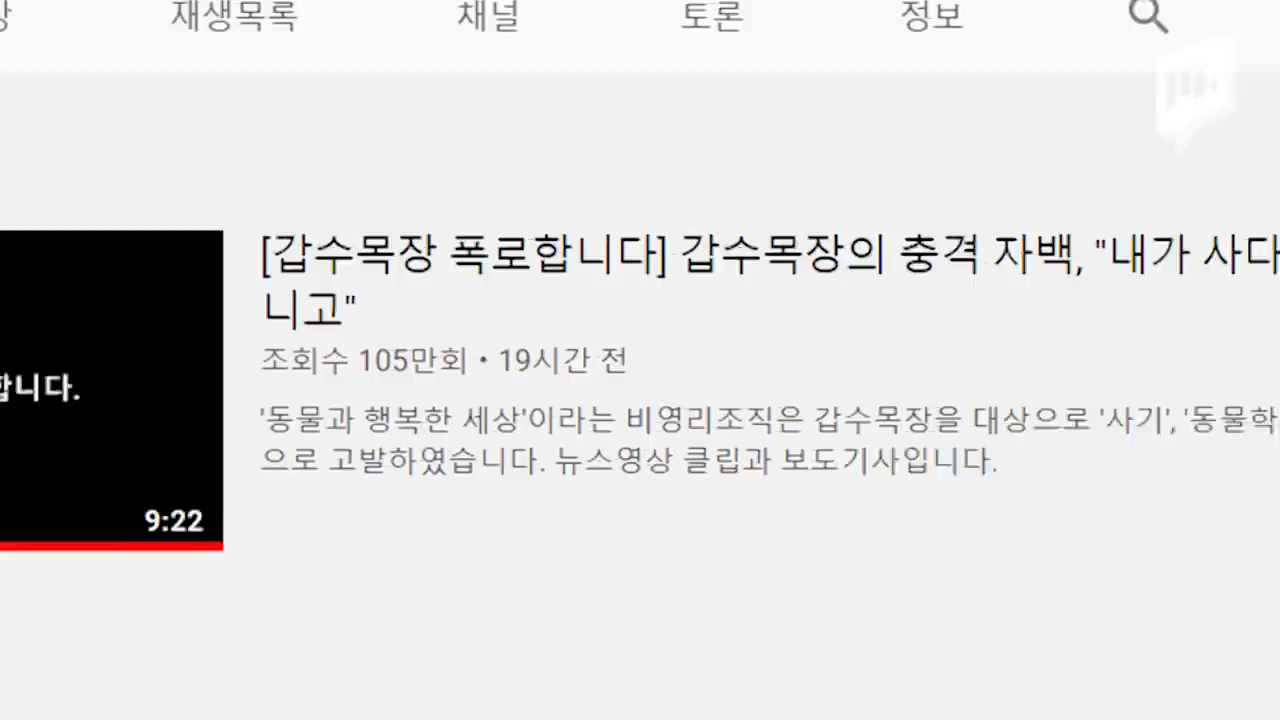 재생목록 채널 토론 정보
[갑수목장 폭로합니다] 갑수목장의 충격 자백, "내가 사다
니고"
조회수 105만회 • 19시간 전
'동물과 행복한 세상'이라는 비영리조직은 갑수목장을 대상으로 '사기', '동물학
으로 고발하였습니다. 뉴스영상 클립과 보도기사입니다.
합니다.
9:22